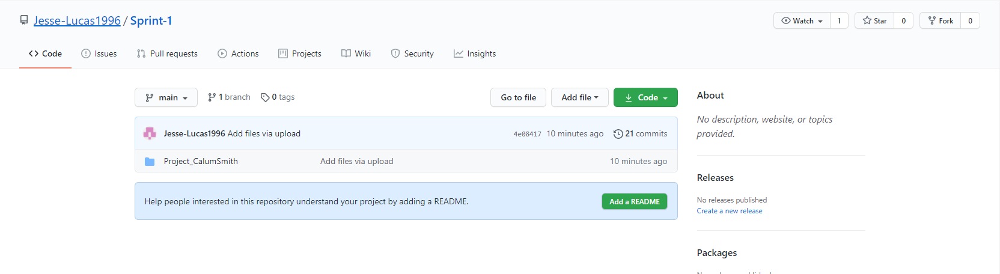 Jesse-Lucas1996 / Sprint-1
Watch 1 Star 0 Fork 0
Code Issues Pull requests Actions Projects Wiki Security Insights
main 1 branch 0 tags Go to file Add file Code
Jesse-Lucas1996 Add files via upload 4e08417 10 minutes ago 21 commits
Project_CalumSmith Add files via upload 10 minutes ago
Help people interested in this repository understand your project by adding a README. Add a README
About
No description, website, or topics
provided.
Releases
No releases published
Create a new release
Packages